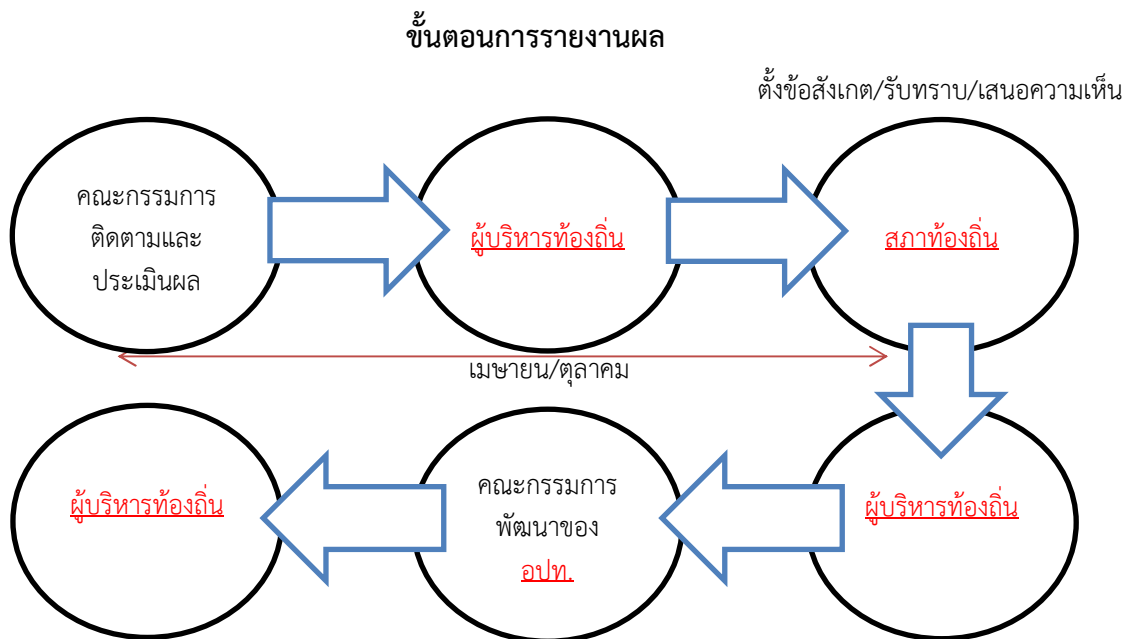 ขั้นตอนการรายงานผล
ตั้งข้อสังเกต/รับทราบ/เสนอความเห็น
คณะกรรมการ
ติดตามและ
ประเมินผล
ผู้บริหารท้องถิ่น
สภาท้องถิ่น
เมษายน/ตุลาคม
ผู้บริหารท้องถิ่น
คณะกรรมการ
พัฒนาของ
อปท.
ผู้บริหารท้องถิ่น